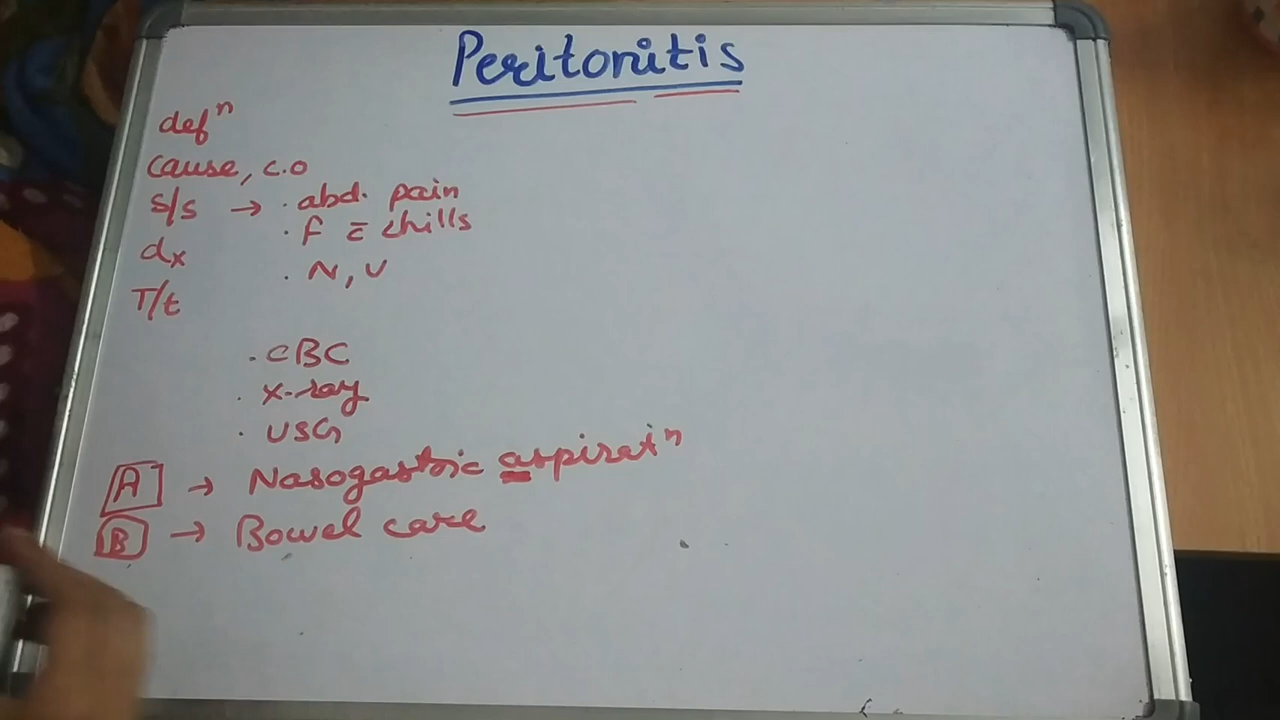 Peritonitis
defⁿ
cause, c.o
s/s → . abd. pain
. f c̅ chills
dx
. N, V
T/t
. CBC
. X-ray
. USG
A → Nasogastric aspiratⁿ
B → Bowel care